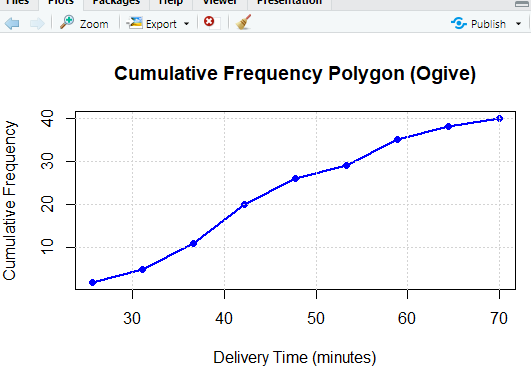 Files Plots Packages Help Viewer Presentation
Zoom Export Publish
Cumulative Frequency Polygon (Ogive)
Cumulative Frequency
40
30
20
10
30 40 50 60 70
Delivery Time (minutes)